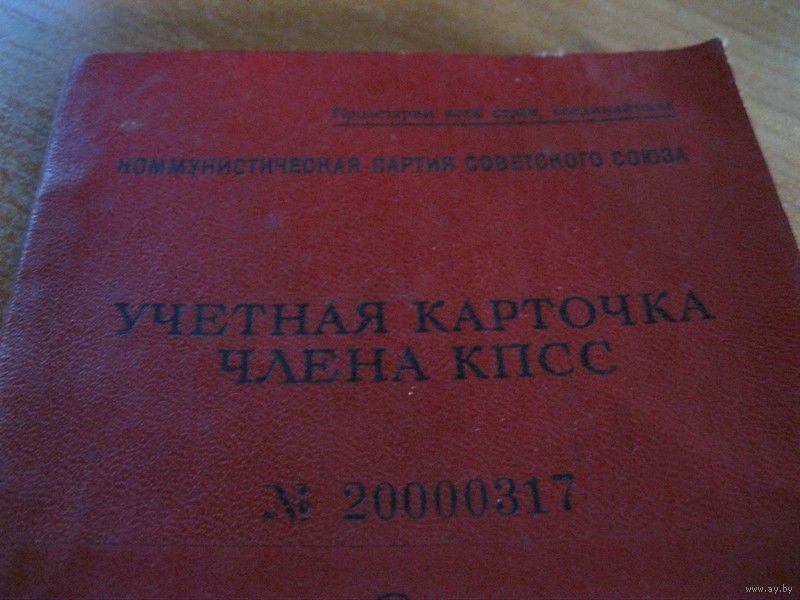 Пролетарии всех стран, соединяйтесь!
КОММУНИСТИЧЕСКАЯ ПАРТИЯ СОВЕТСКОГО СОЮЗА
УЧЕТНАЯ КАРТОЧКА
ЧЛЕНА КПСС
№ 20000317
www.ay.by